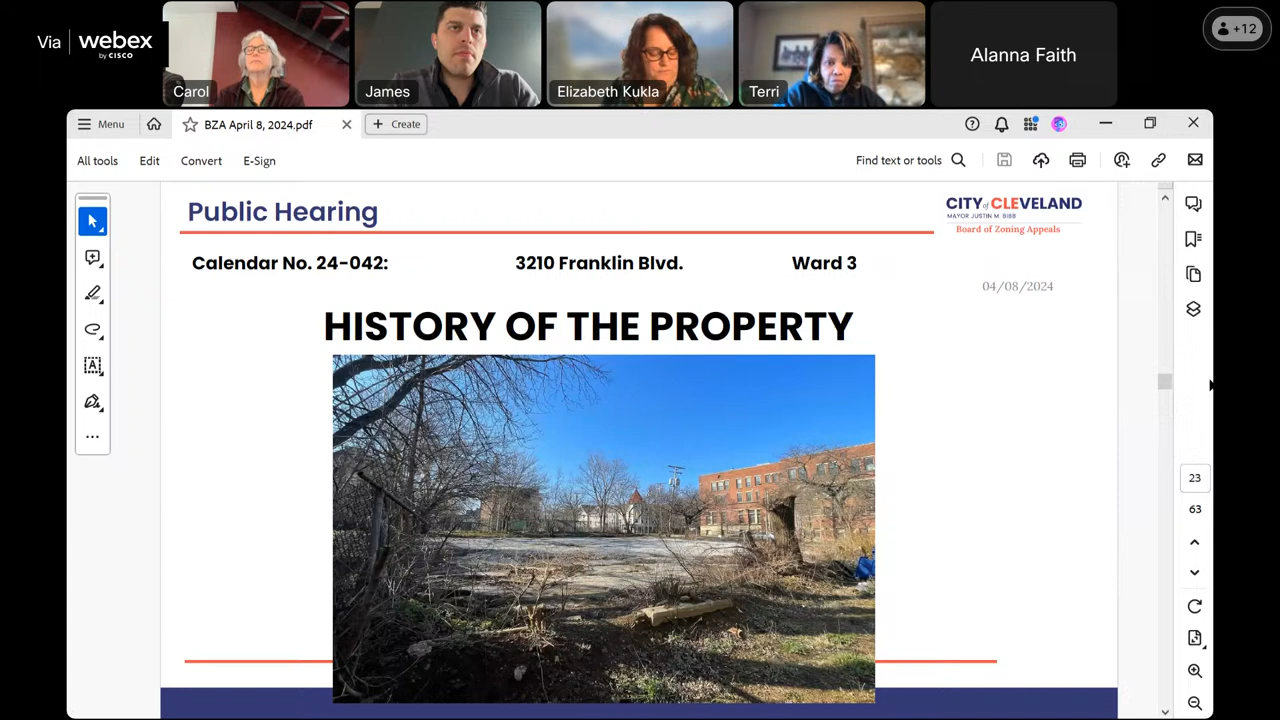 Via
webex
by CISCO
Carol
James
Elizabeth Kukla
Terri
Alanna Faith
+12
Menu
BZA April 8, 2024.pdf
Create
All tools
Edit
Convert
E-Sign
Find text or tools
Public Hearing
CITY of CLEVELAND
MAYOR JUSTIN M. BIBB
Board of Zoning Appeals
Calendar No. 24-042:
3210 Franklin Blvd.
Ward 3
04/08/2024
HISTORY OF THE PROPERTY
23
63